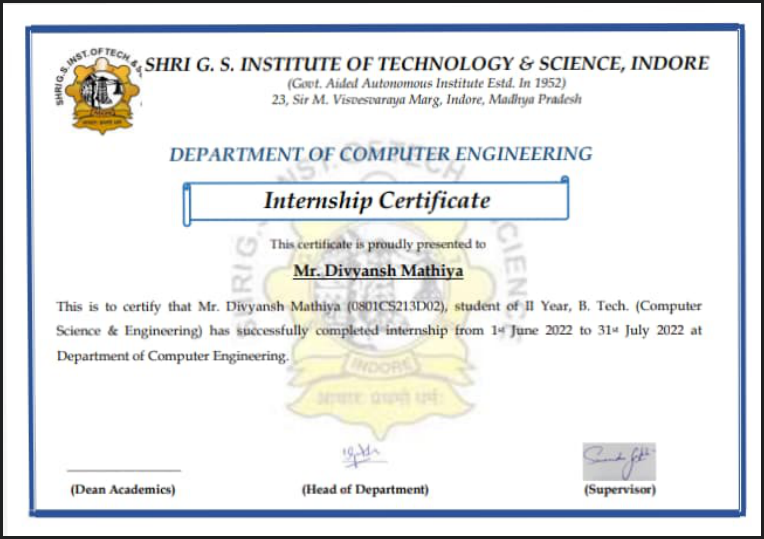 SHRI G. S. INST. OF TECH. & S
SHRI G. S. INSTITUTE OF TECHNOLOGY & SCIENCE, INDORE
(Govt. Aided Autonomous Institute Estd. In 1952)
23, Sir M. Visvesvaraya Marg, Indore, Madhya Pradesh
DEPARTMENT OF COMPUTER ENGINEERING
Internship Certificate
This certificate is proudly presented to
Mr. Divyansh Mathiya
This is to certify that Mr. Divyansh Mathiya (0801CS213D02), student of II Year, B. Tech. (Computer
Science & Engineering) has successfully completed internship from 1st June 2022 to 31st July 2022 at
Department of Computer Engineering.
INDORE
(Dean Academics)
(Head of Department)
(Supervisor)